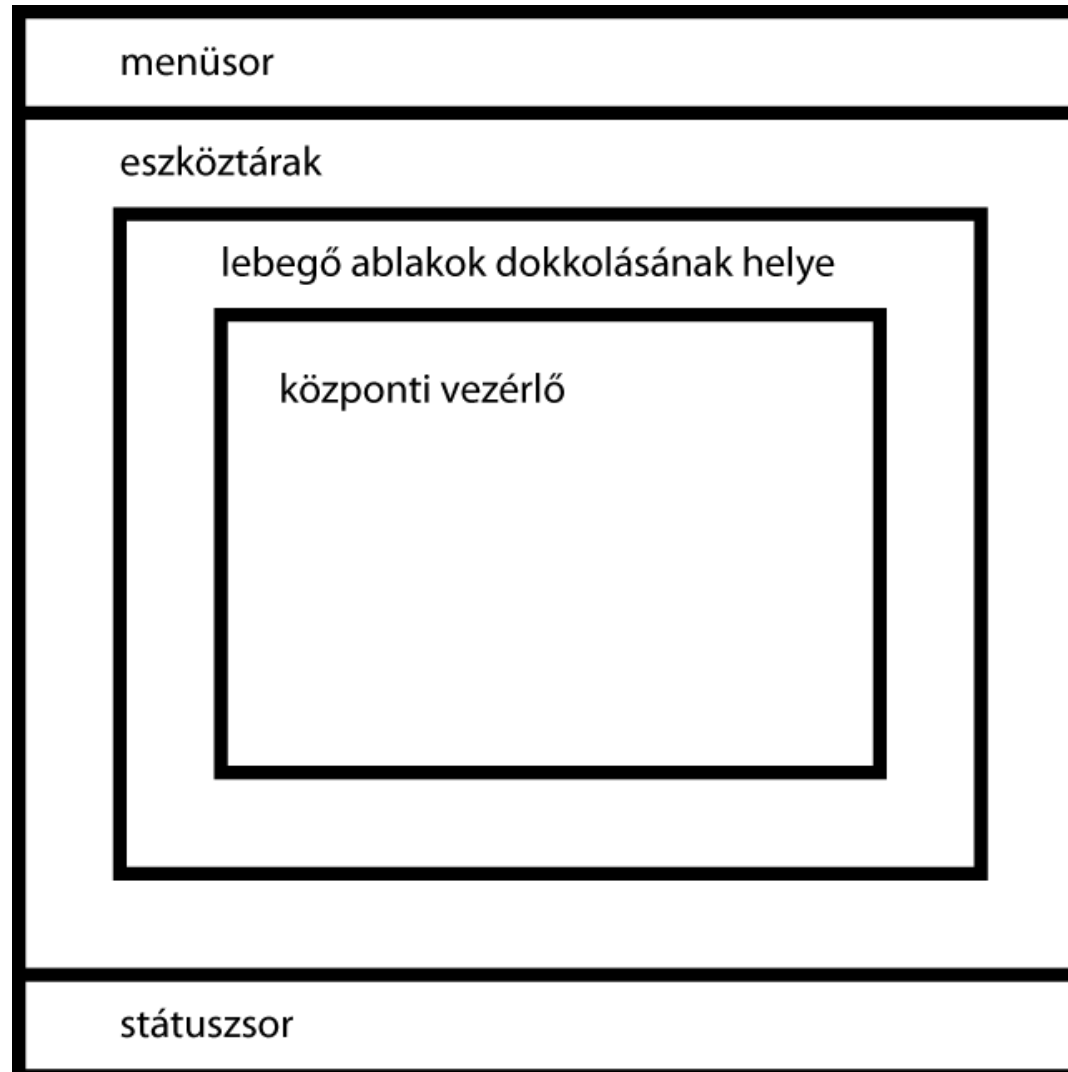 menüsor
eszköztárak
lebegő ablakok dokkolásának helye
központi vezérlő
státuszsor